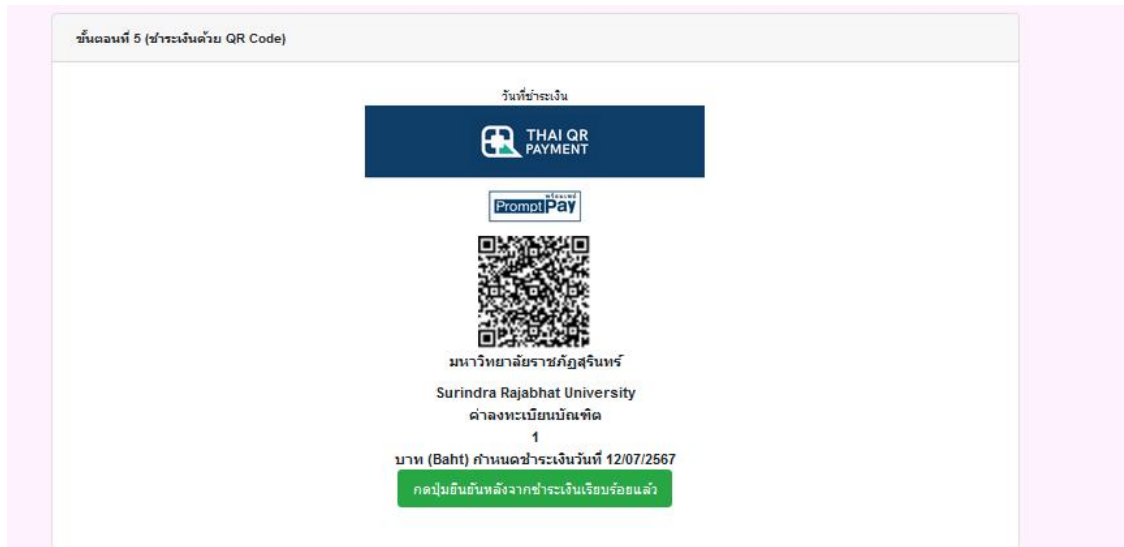 ขั้นตอนที่ 5 (ชำระเงินด้วย QR Code)
วันที่ชำระเงิน
THAI QR
PAYMENT
พร้อมเพย์
PromptPay
มหาวิทยาลัยราชภัฏสุรินทร์
Surindra Rajabhat University
ค่าลงทะเบียนบัณฑิต
1
บาท (Baht) กำหนดชำระเงินวันที่ 12/07/2567
กดปุ่มยืนยันหลังจากชำระเงินเรียบร้อยแล้ว